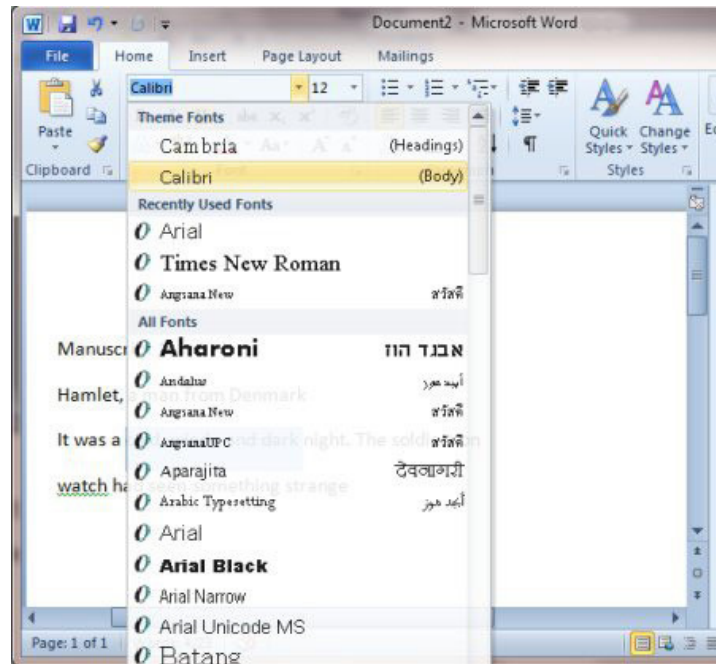 Document2 - Microsoft Word
File Home Insert Page Layout Mailings
Calibri 12
Paste
Quick Styles
Change Styles
Clipboard
Styles
Theme Fonts
Cambria (Headings)
Calibri (Body)
Recently Used Fonts
Arial
Times New Roman
Angsana New สวัสดี
All Fonts
Aharoni אבגד הוז
Andalus أبجد هوز
Angsana New สวัสดี
AngsanaUPC สวัสดี
Aparajita देवनागरी
Arabic Typesetting أبجد هوز
Arial
Arial Black
Arial Narrow
Arial Unicode MS
Batang
Manuscr
Hamlet, a man from Denmark
It was a and dark night. The
watch had seen something strange
Page: 1 of 1